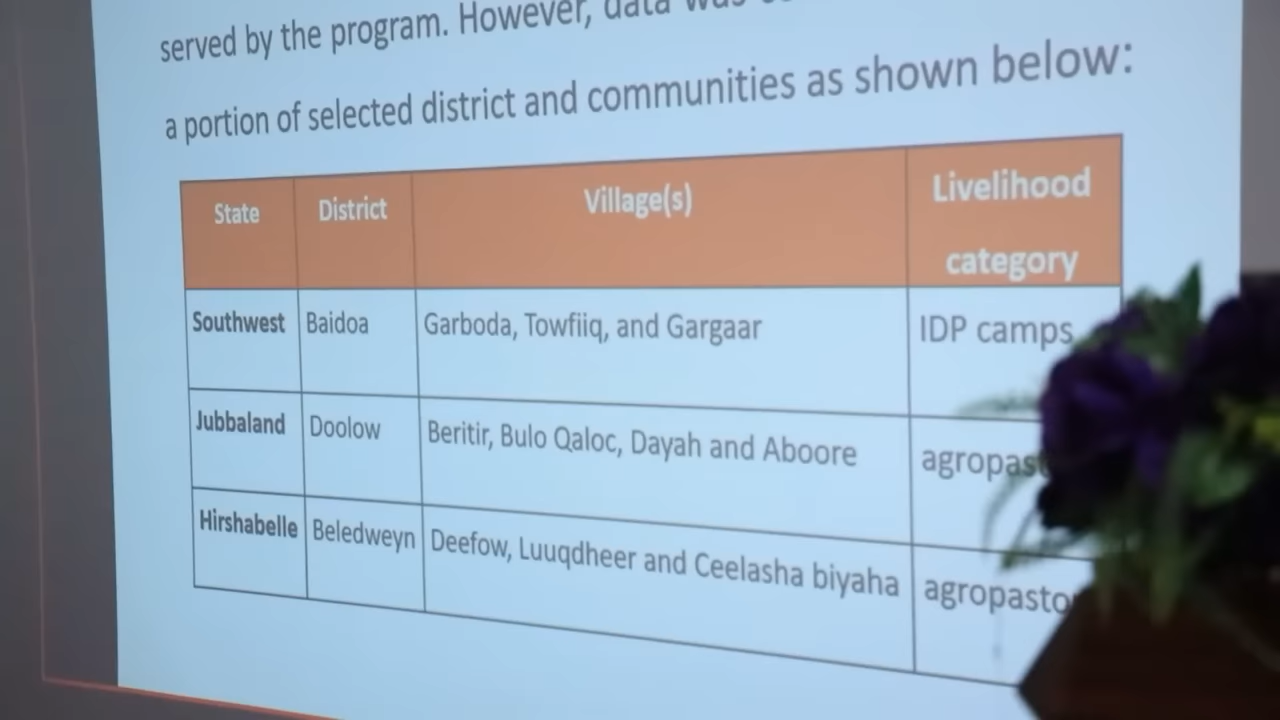 served by the program. However, data was
a portion of selected district and communities as shown below:
State District Village(s) Livelihood category
Southwest Baidoa Garboda, Towfiiq, and Gargaar IDP camps
Jubbaland Doolow Beritir, Bulo Qaloc, Dayah and Aboore
Hirshabelle Beledweyn Deefow, Luuqdheer and Ceelasha biyaha